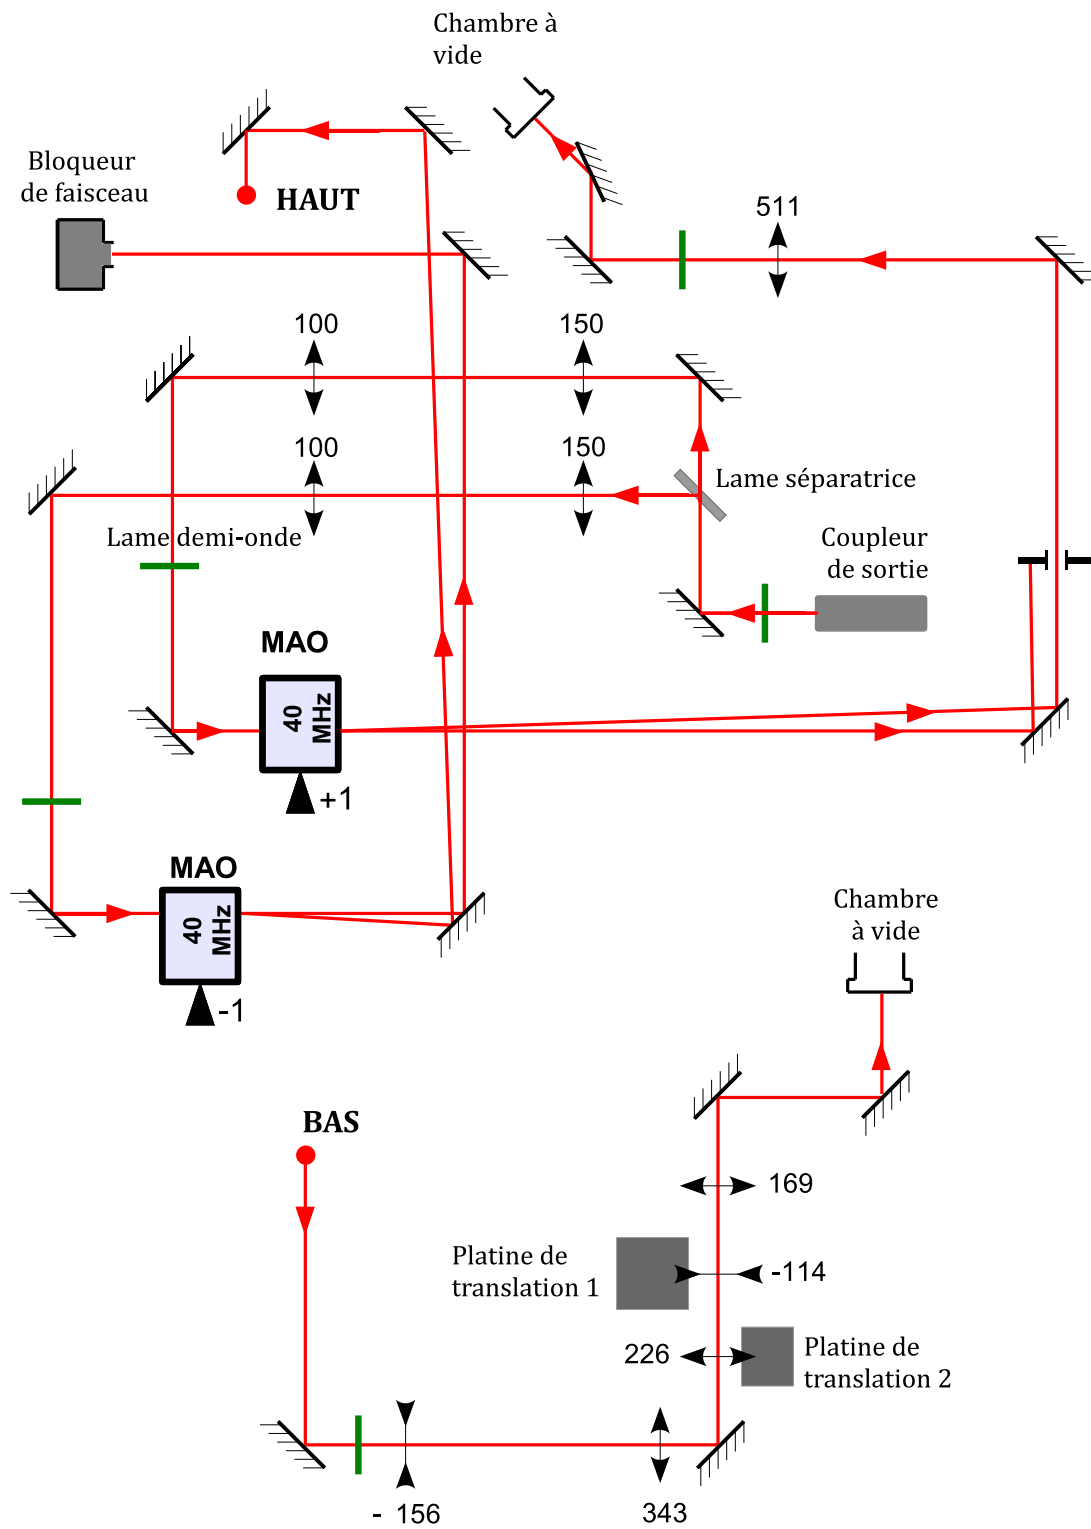 Chambre à
vide
HAUT
Bloqueur
de faisceau
511
100
150
100
150
Lame séparatrice
Lame demi-onde
Coupleur
de sortie
MAO
40
MHz
+1
MAO
40
MHz
-1
Chambre
à vide
BAS
169
Platine de
translation 1
-114
226
Platine de
translation 2
- 156
343